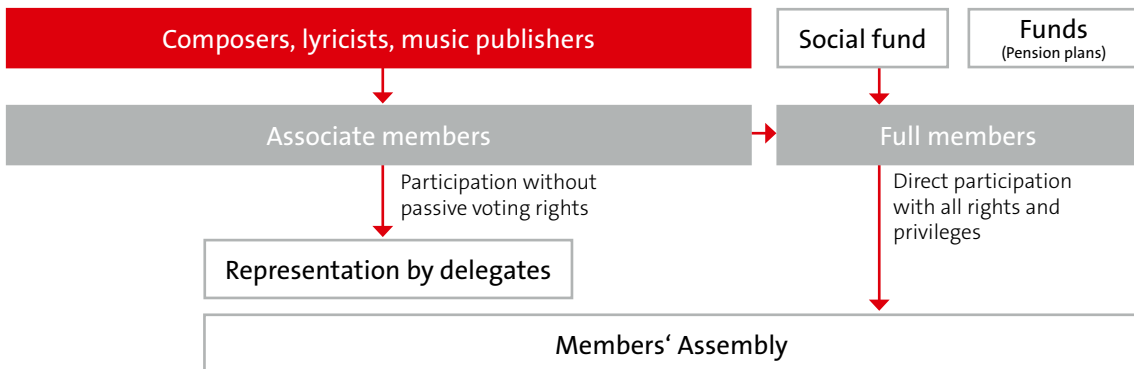 Composers, lyricists, music publishers
Social fund
Funds
(Pension plans)
Associate members
Full members
Participation without
passive voting rights
Direct participation
with all rights and
privileges
Representation by delegates
Members‘ Assembly